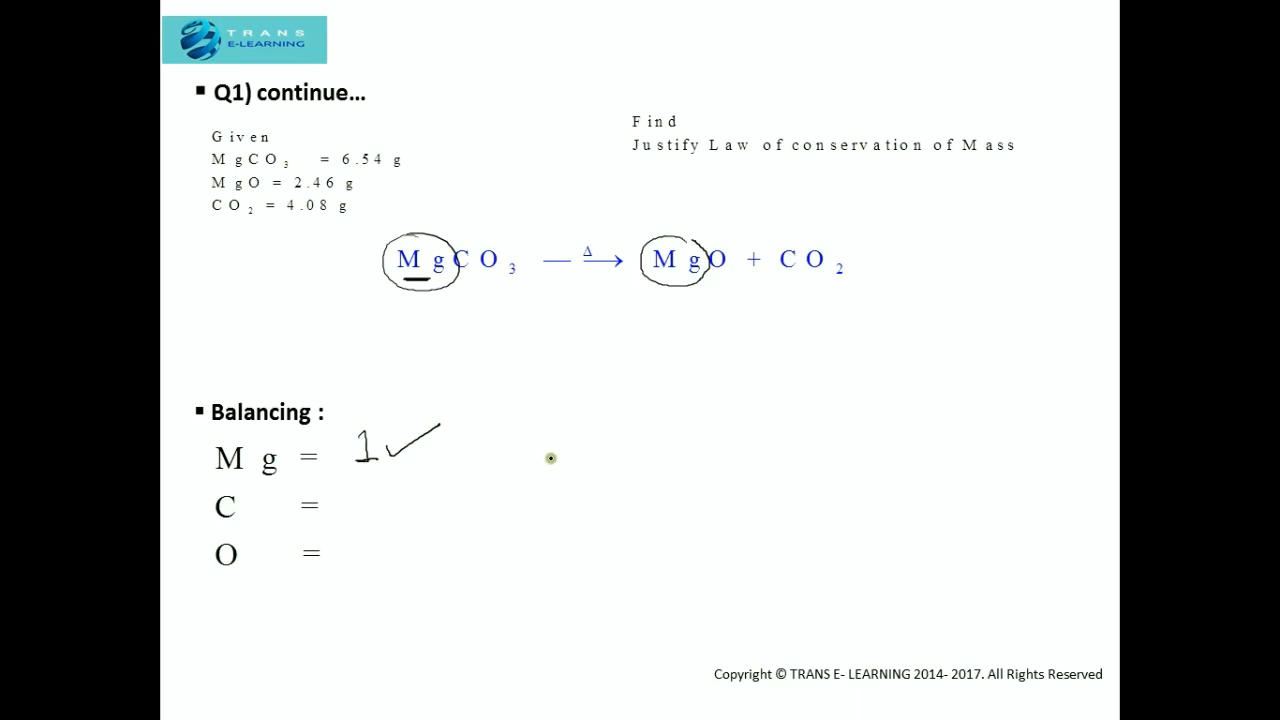 TRANS
E-LEARNING
▪ Q1) continue...
Given
MgCO₃ = 6.54 g
MgO = 2.46 g
CO₂ = 4.08 g
Find
Justify Law of conservation of Mass
MgCO₃ —Δ→ MgO + CO₂
▪ Balancing :
Mg = 1✓
C =
O =
Copyright © TRANS E- LEARNING 2014- 2017. All Rights Reserved